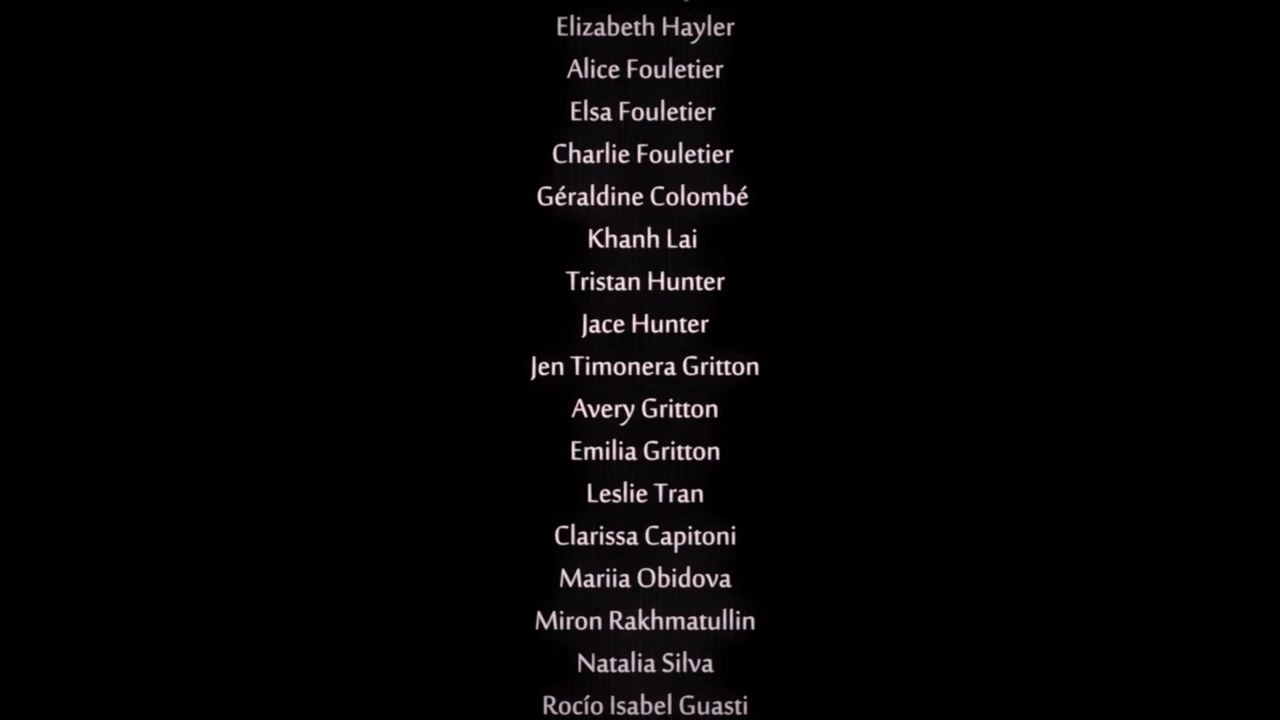 Elizabeth Hayler
Alice Fouletier
Elsa Fouletier
Charlie Fouletier
Géraldine Colombé
Khanh Lai
Tristan Hunter
Jace Hunter
Jen Timonera Gritton
Avery Gritton
Emilia Gritton
Leslie Tran
Clarissa Capitoni
Mariia Obidova
Miron Rakhmatullin
Natalia Silva
Rocío Isabel Guasti